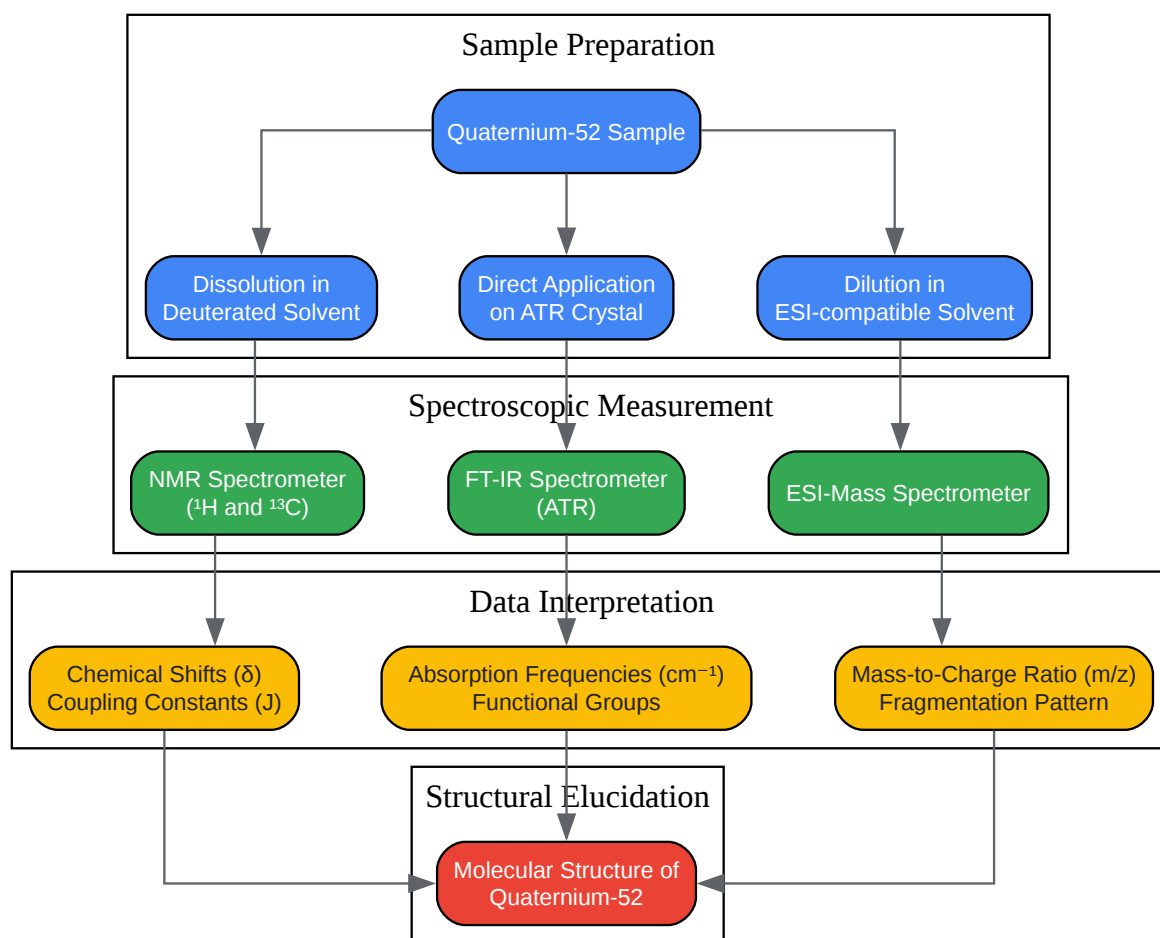 Sample Preparation
Quaternium-52 Sample
Dissolution in
Deuterated Solvent
Direct Application
on ATR Crystal
Dilution in
ESI-compatible Solvent
Spectroscopic Measurement
NMR Spectrometer
(¹H and ¹³C)
FT-IR Spectrometer
(ATR)
ESI-Mass Spectrometer
Data Interpretation
Chemical Shifts (δ)
Coupling Constants (J)
Absorption Frequencies (cm⁻¹)
Functional Groups
Mass-to-Charge Ratio (m/z)
Fragmentation Pattern
Structural Elucidation
Molecular Structure of
Quaternium-52